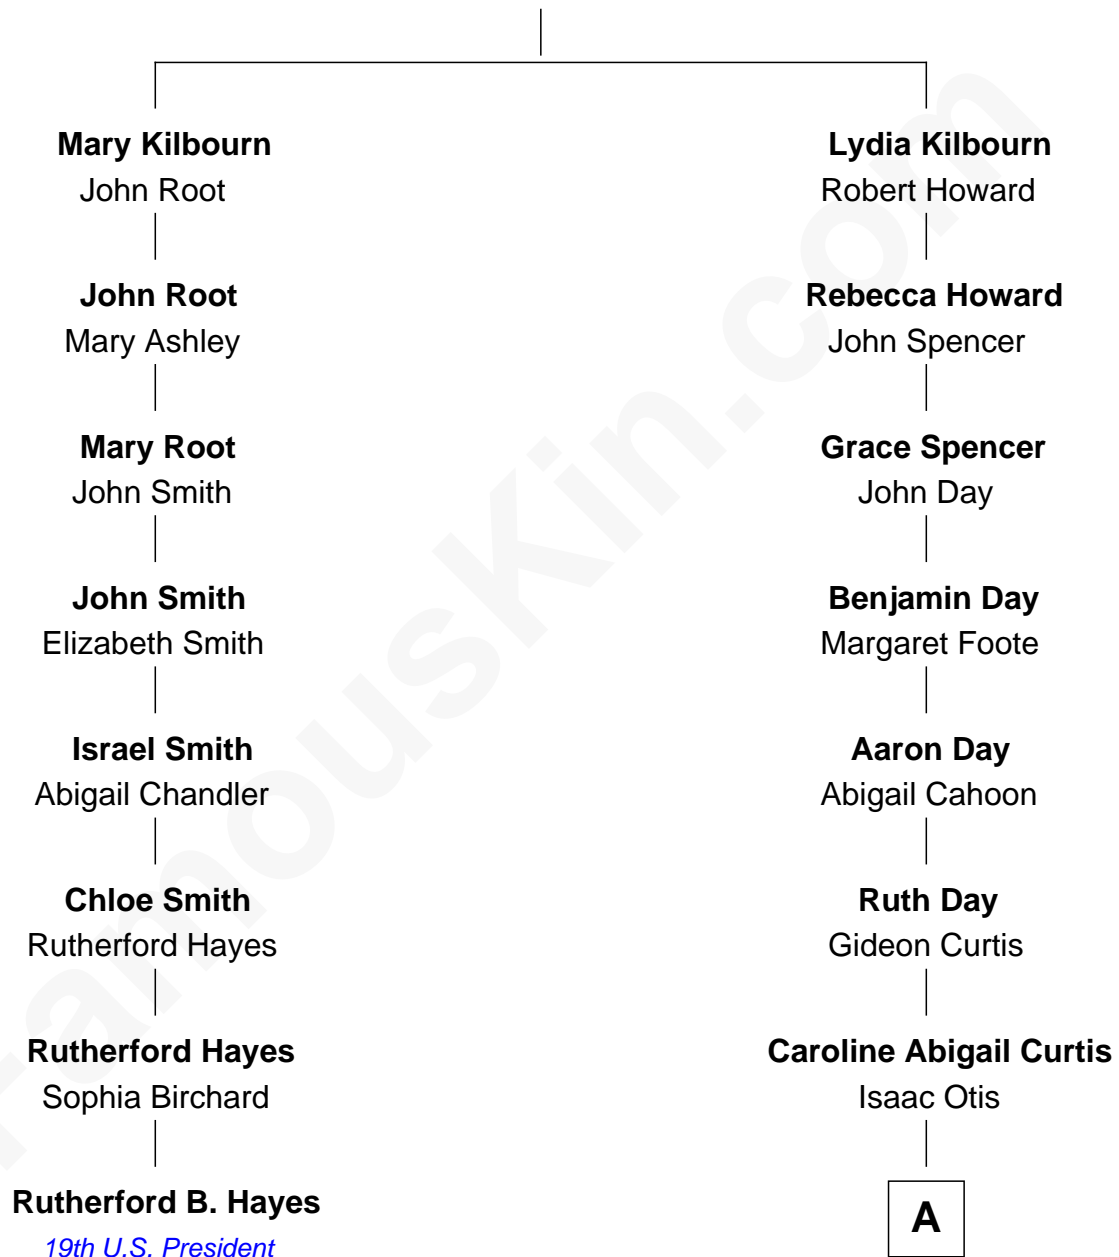 Mary Kilbourn
John Root
Lydia Kilbourn
Robert Howard
John Root
Mary Ashley
Rebecca Howard
John Spencer
Mary Root
John Smith
Grace Spencer
John Day
John Smith
Elizabeth Smith
Benjamin Day
Margaret Foote
Israel Smith
Abigail Chandler
Aaron Day
Abigail Cahoon
Chloe Smith
Rutherford Hayes
Ruth Day
Gideon Curtis
Rutherford Hayes
Sophia Birchard
Caroline Abigail Curtis
Isaac Otis
Rutherford B. Hayes
19th U.S. President
A
FamousKin.com